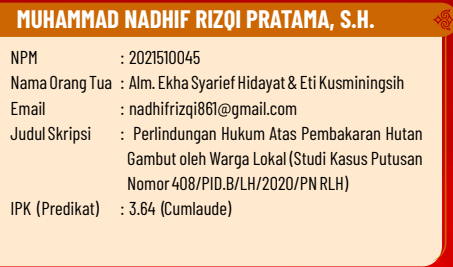 MUHAMMAD NADHIF RIZQI PRATAMA, S.H.
NPM : 2021510045
Nama Orang Tua : Alm. Ekha Syarief Hidayat & Eti Kusminingsih
Email : nadhifrizqi861@gmail.com
Judul Skripsi : Perlindungan Hukum Atas Pembakaran Hutan
Gambut oleh Warga Lokal (Studi Kasus Putusan
Nomor 408/PID.B/LH/2020/PN RLH)
IPK (Predikat) : 3.64 (Cumlaude)